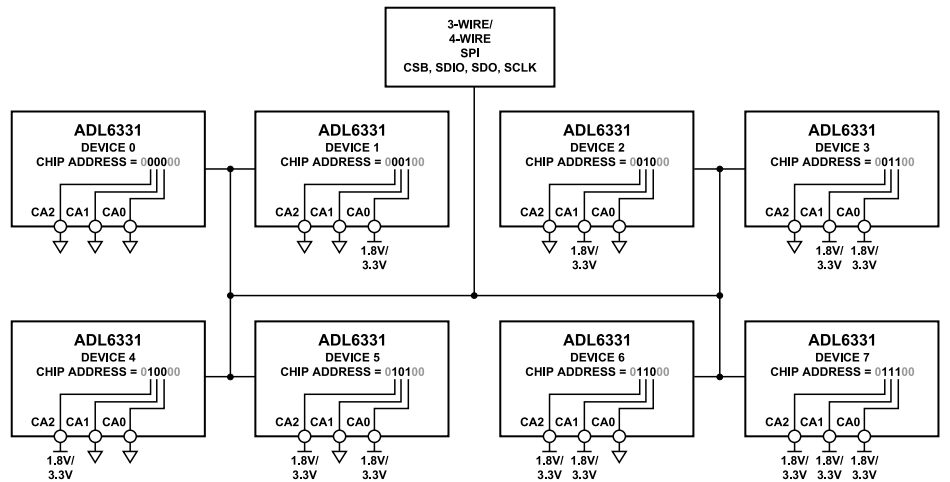 3-WIRE/
4-WIRE
SPI
CSB, SDIO, SDO, SCLK
ADL6331
DEVICE 0
CHIP ADDRESS = 000000
CA2 CA1 CA0
ADL6331
DEVICE 1
CHIP ADDRESS = 000100
CA2 CA1 CA0
1.8V/
3.3V
ADL6331
DEVICE 2
CHIP ADDRESS = 001000
CA2 CA1 CA0
1.8V/
3.3V
ADL6331
DEVICE 3
CHIP ADDRESS = 001100
CA2 CA1 CA0
1.8V/ 1.8V/
3.3V 3.3V
ADL6331
DEVICE 4
CHIP ADDRESS = 010000
CA2 CA1 CA0
1.8V/
3.3V
ADL6331
DEVICE 5
CHIP ADDRESS = 010100
CA2 CA1 CA0
1.8V/ 1.8V/
3.3V 3.3V
ADL6331
DEVICE 6
CHIP ADDRESS = 011000
CA2 CA1 CA0
1.8V/ 1.8V/
3.3V 3.3V
ADL6331
DEVICE 7
CHIP ADDRESS = 011100
CA2 CA1 CA0
1.8V/ 1.8V/ 1.8V/
3.3V 3.3V 3.3V